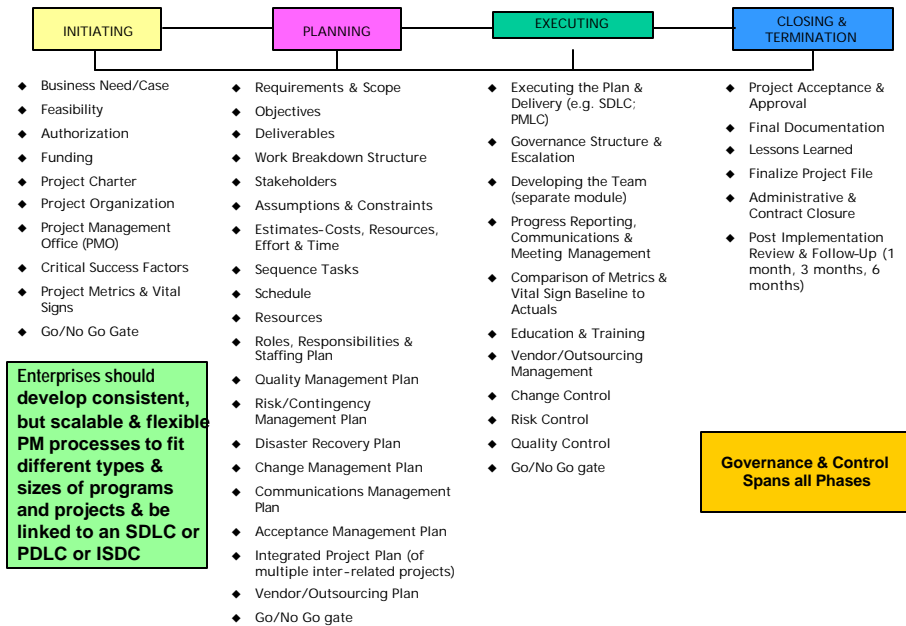 INITIATING
PLANNING
EXECUTING
CLOSING &
TERMINATION
◆ Business Need/Case
◆ Feasibility
◆ Authorization
◆ Funding
◆ Project Charter
◆ Project Organization
◆ Project Management
Office (PMO)
◆ Critical Success Factors
◆ Project Metrics & Vital
Signs
◆ Go/No Go Gate
Enterprises should
develop consistent,
but scalable & flexible
PM processes to fit
different types &
sizes of programs
and projects & be
linked to an SDLC or
PDLC or ISDC
◆ Requirements & Scope
◆ Objectives
◆ Deliverables
◆ Work Breakdown Structure
◆ Stakeholders
◆ Assumptions & Constraints
◆ Estimates-Costs, Resources,
Effort & Time
◆ Sequence Tasks
◆ Schedule
◆ Resources
◆ Roles, Responsibilities &
Staffing Plan
◆ Quality Management Plan
◆ Risk/Contingency
Management Plan
◆ Disaster Recovery Plan
◆ Change Management Plan
◆ Communications Management
Plan
◆ Acceptance Management Plan
◆ Integrated Project Plan (of
multiple inter-related projects)
◆ Vendor/Outsourcing Plan
◆ Go/No Go gate
◆ Executing the Plan &
Delivery (e.g. SDLC;
PMLC)
◆ Governance Structure &
Escalation
◆ Developing the Team
(separate module)
◆ Progress Reporting,
Communications &
Meeting Management
◆ Comparison of Metrics &
Vital Sign Baseline to
Actuals
◆ Education & Training
◆ Vendor/Outsourcing
Management
◆ Change Control
◆ Risk Control
◆ Quality Control
◆ Go/No Go gate
◆ Project Acceptance &
Approval
◆ Final Documentation
◆ Lessons Learned
◆ Finalize Project File
◆ Administrative &
Contract Closure
◆ Post Implementation
Review & Follow-Up (1
month, 3 months, 6
months)
Governance & Control
Spans all Phases